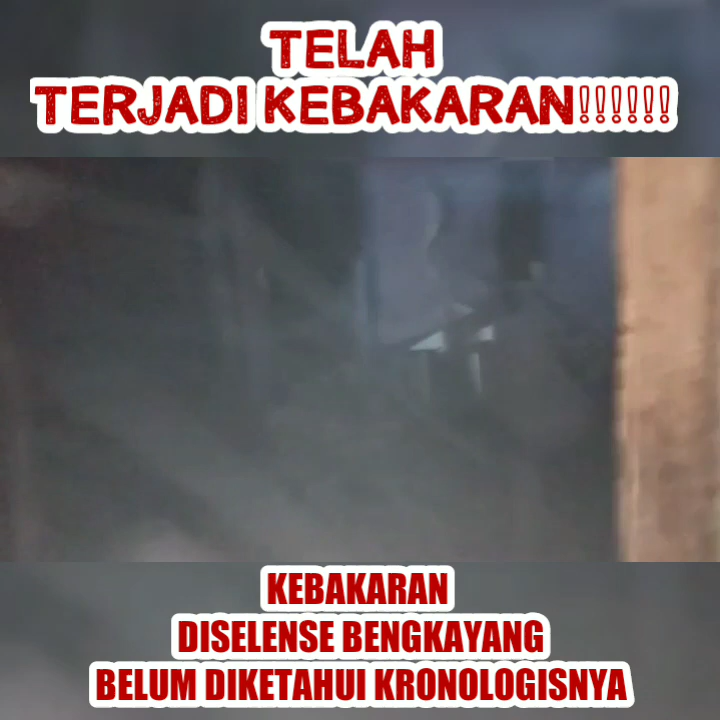 TELAH
TERJADI KEBAKARAN!!!!!!
KEBAKARAN
DISELENSE BENGKAYANG
BELUM DIKETAHUI KRONOLOGISNYA